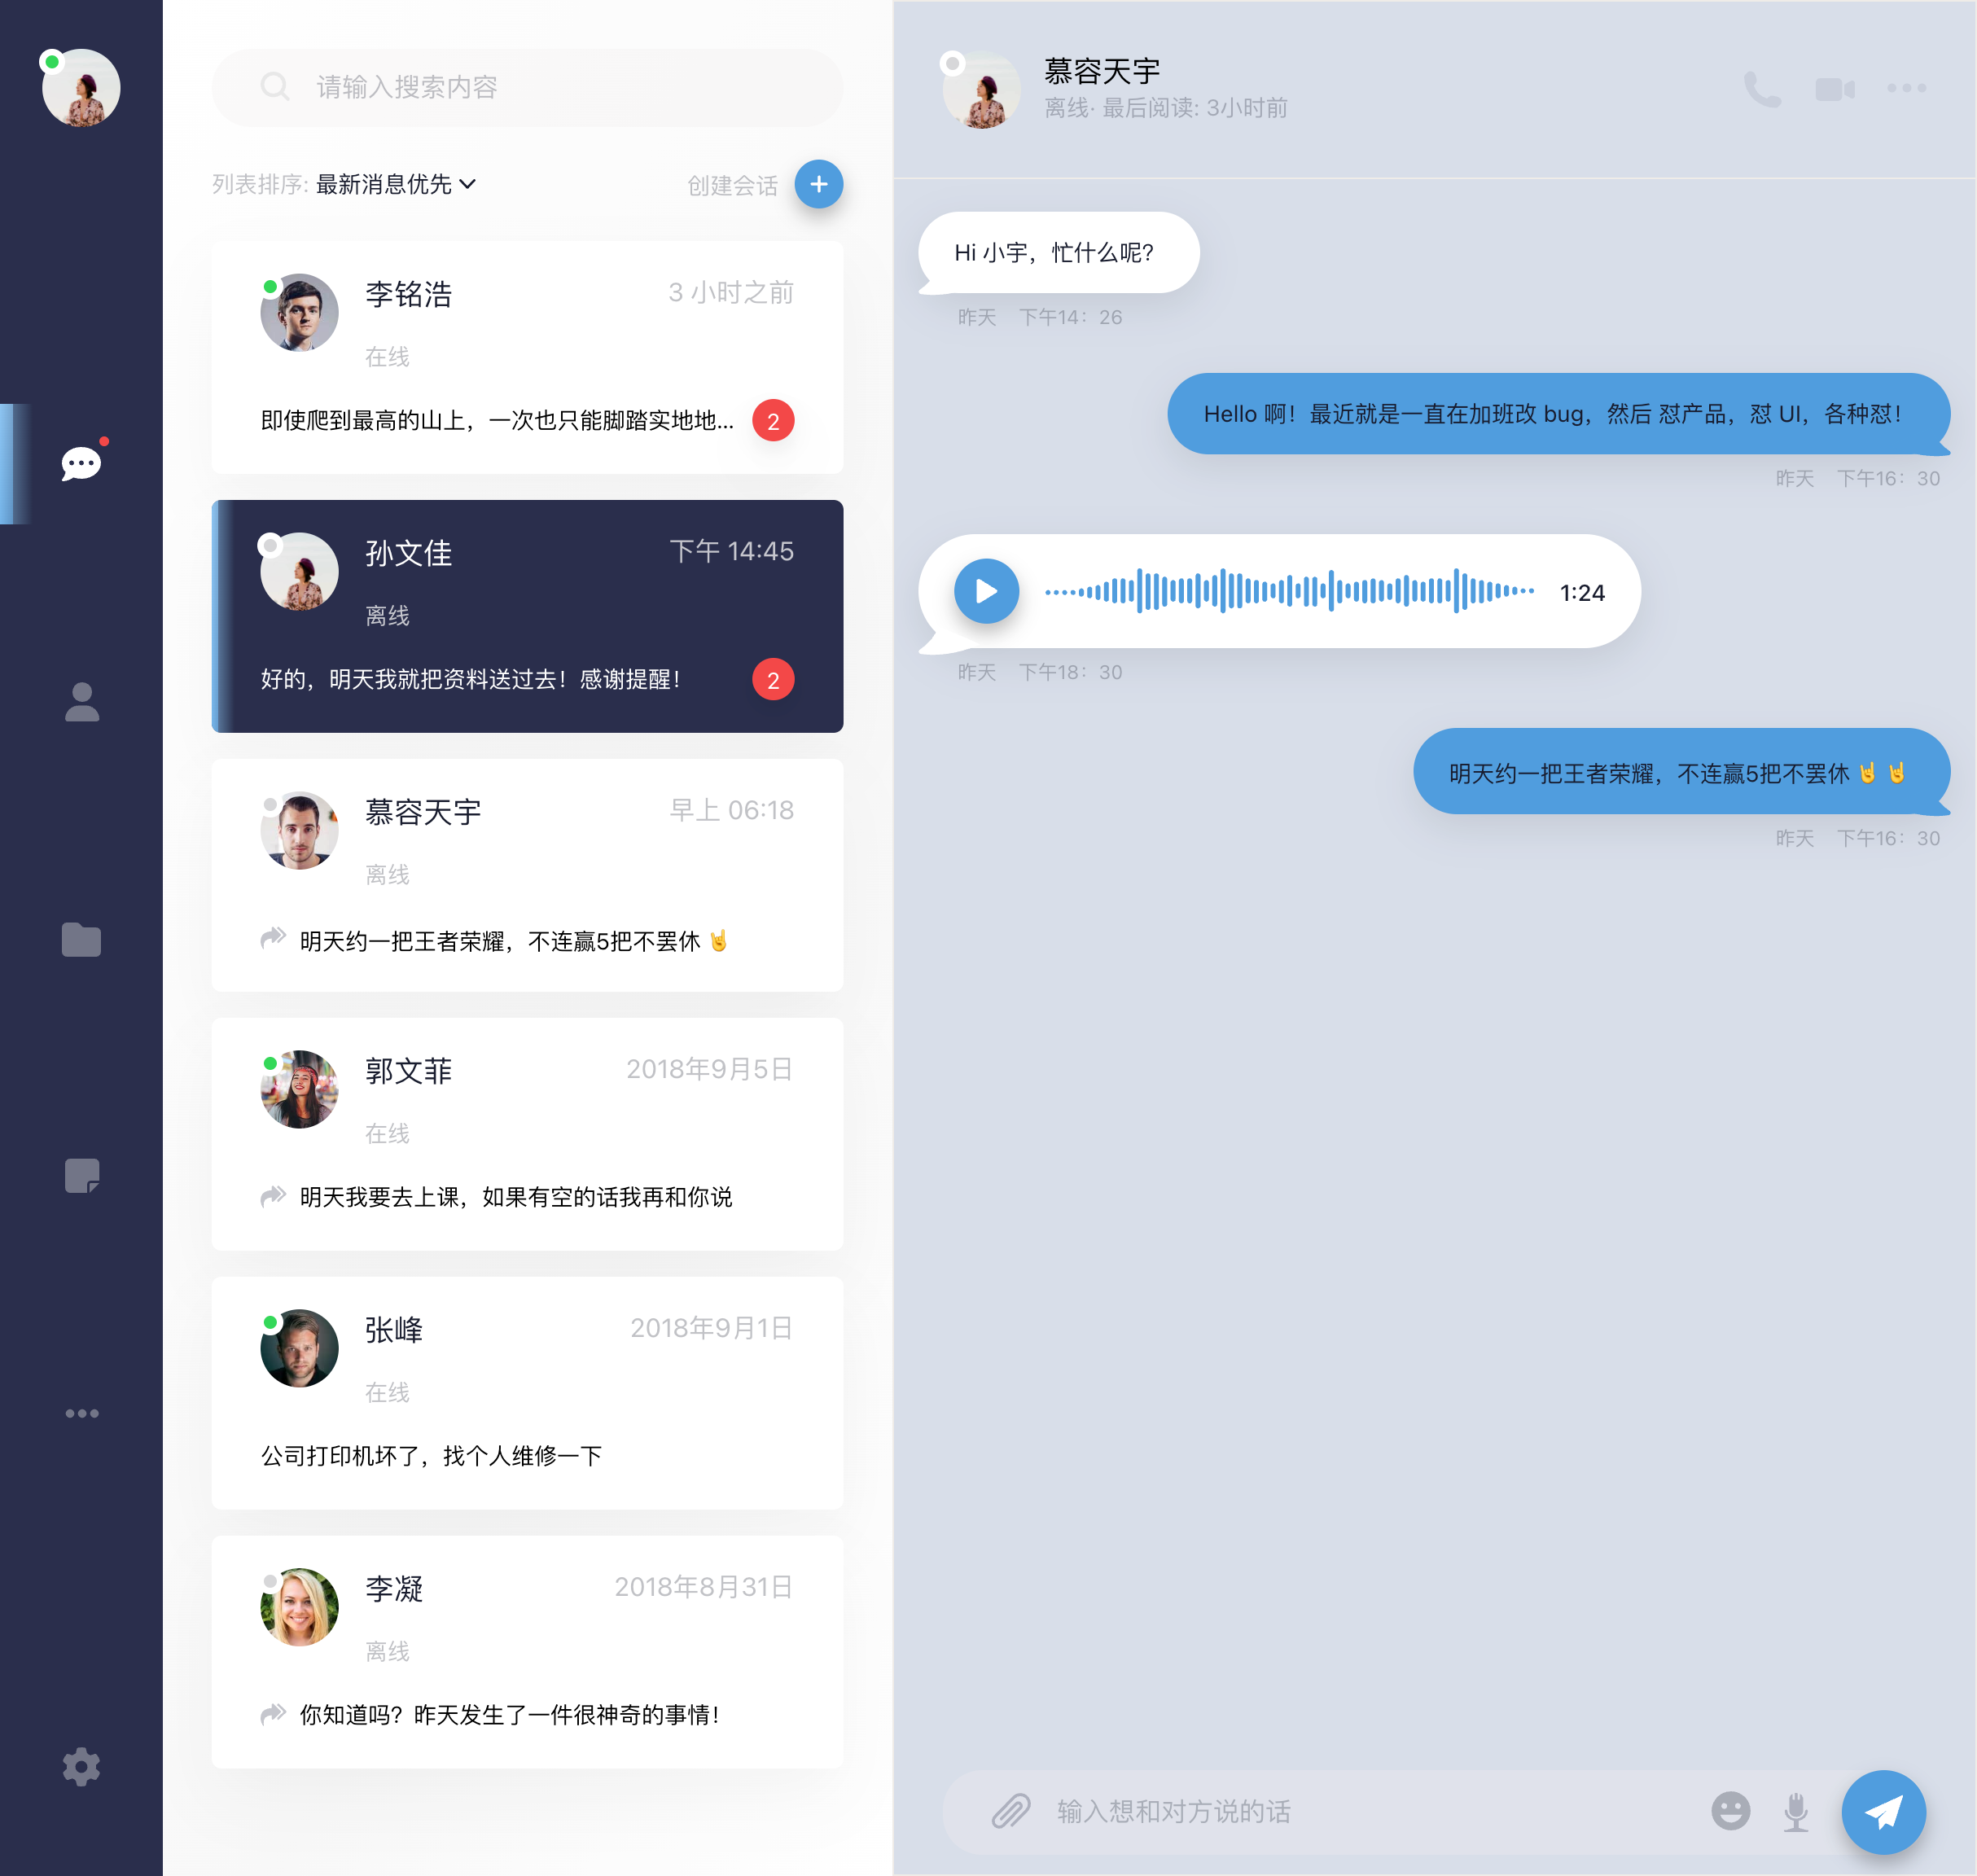 请输入搜索内容
列表排序: 最新消息优先
创建会话
李铭浩
3 小时之前
在线
即使爬到最高的山上，一次也只能脚踏实地地...
2
孙文佳
下午 14:45
离线
好的，明天我就把资料送过去！感谢提醒！
2
慕容天宇
早上 06:18
离线
明天约一把王者荣耀，不连赢5把不罢休 🤘
郭文菲
2018年9月5日
在线
明天我要去上课，如果有空的话我再和你说
张峰
2018年9月1日
在线
公司打印机坏了，找个人维修一下
李凝
2018年8月31日
离线
你知道吗？昨天发生了一件很神奇的事情！
慕容天宇
离线· 最后阅读: 3小时前
Hi 小宇，忙什么呢？
昨天 下午14：26
Hello 啊！最近就是一直在加班改 bug，然后 怼产品，怼 UI，各种怼！
昨天 下午16：30
1:24
昨天 下午18：30
明天约一把王者荣耀，不连赢5把不罢休 🤘 🤘
昨天 下午16：30
输入想和对方说的话